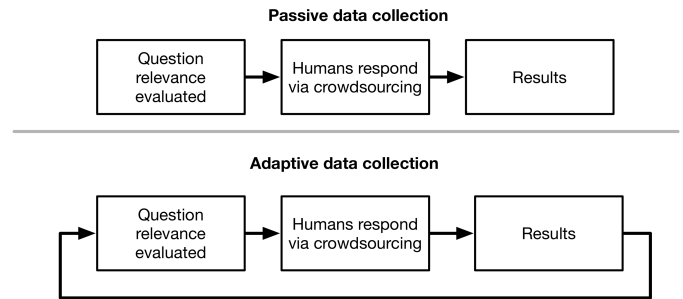 Passive data collection
Question
relevance
evaluated
Humans respond
via crowdsourcing
Results
Adaptive data collection
Question
relevance
evaluated
Humans respond
via crowdsourcing
Results